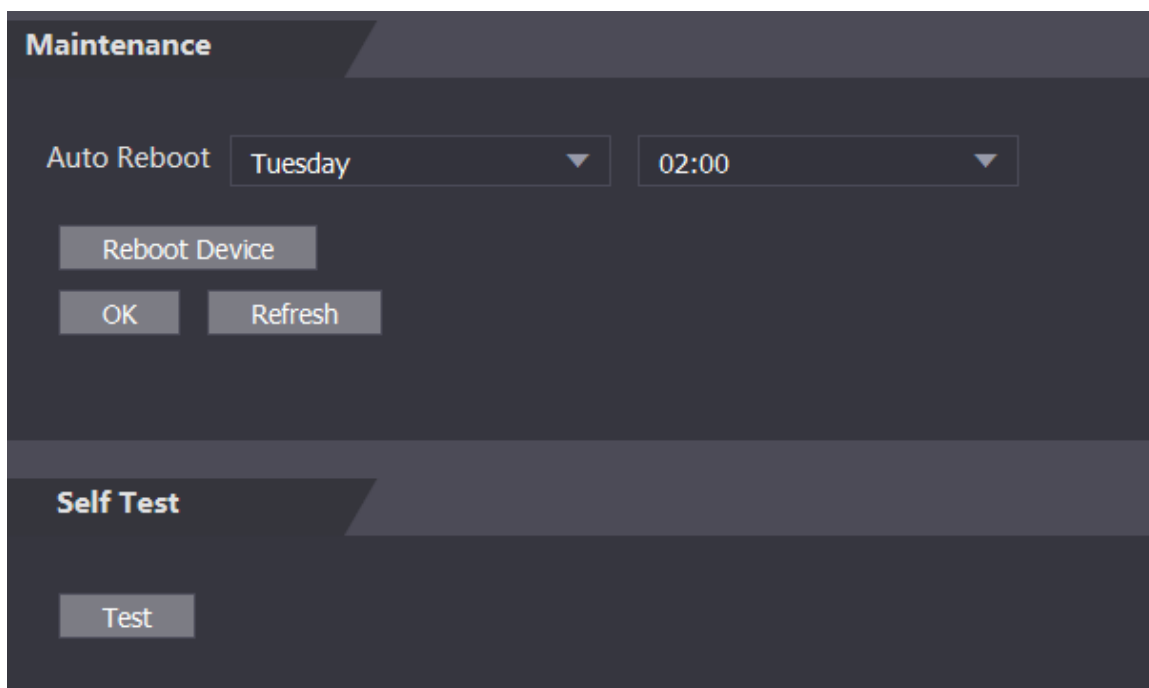 Maintenance
Auto Reboot Tuesday 02:00
Reboot Device
OK Refresh
Self Test
Test